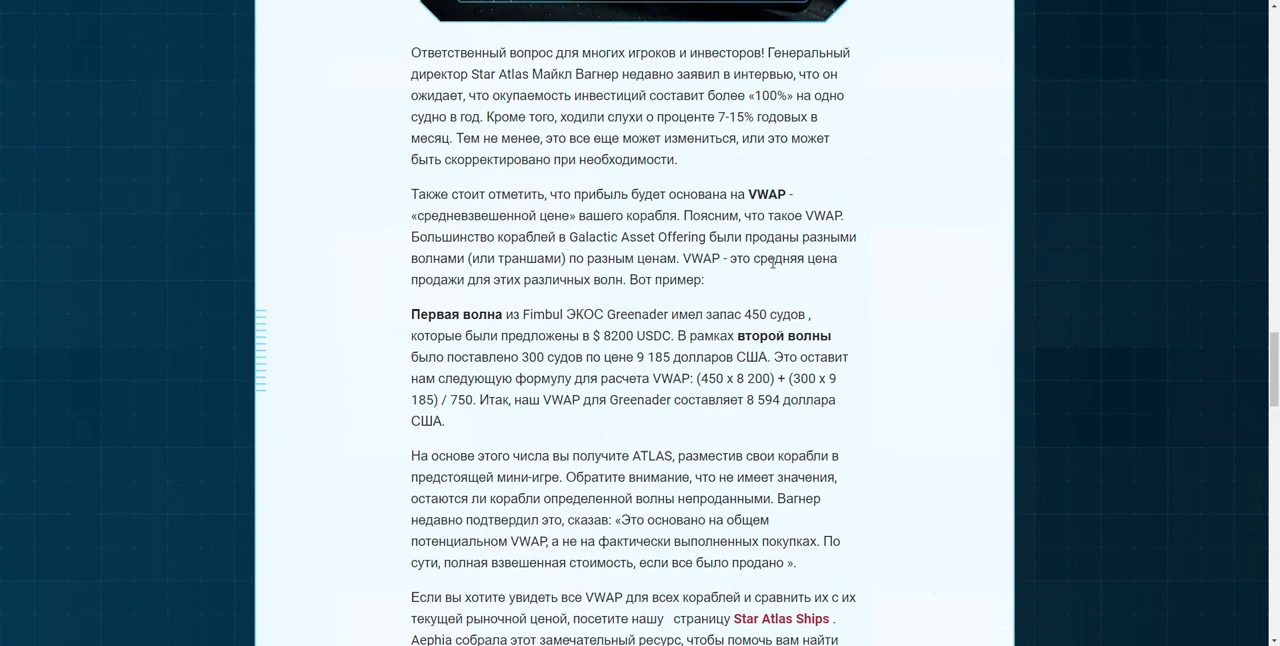 Ответственный вопрос для многих игроков и инвесторов! Генеральный
директор Star Atlas Майкл Вагнер недавно заявил в интервью, что он
ожидает, что окупаемость инвестиций составит более «100%» на одно
судно в год. Кроме того, ходили слухи о проценте 7-15% годовых в
месяц. Тем не менее, это все еще может измениться, или это может
быть скорректировано при необходимости.
Также стоит отметить, что прибыль будет основана на VWAP -
«средневзвешенной цене» вашего корабля. Поясним, что такое VWAP.
Большинство кораблей в Galactic Asset Offering были проданы разными
волнами (или траншами) по разным ценам. VWAP - это средняя цена
продажи для этих различных волн. Вот пример:
Первая волна из Fimbul ЭКОС Greenader имел запас 450 судов ,
которые были предложены в $ 8200 USDC. В рамках второй волны
было поставлено 300 судов по цене 9 185 долларов США. Это оставит
нам следующую формулу для расчета VWAP: (450 x 8 200) + (300 x 9
185) / 750. Итак, наш VWAP для Greenader составляет 8 594 доллара
США.
На основе этого числа вы получите ATLAS, разместив свои корабли в
предстоящей мини-игре. Обратите внимание, что не имеет значения,
остаются ли корабли определенной волны непроданными. Вагнер
недавно подтвердил это, сказав: «Это основано на общем
потенциальном VWAP, а не на фактически выполненных покупках. По
сути, полная взвешенная стоимость, если все было продано ».
Если вы хотите увидеть все VWAP для всех кораблей и сравнить их с их
текущей рыночной ценой, посетите нашу страницу Star Atlas Ships .
Aephia собрала этот замечательный ресурс, чтобы помочь вам найти